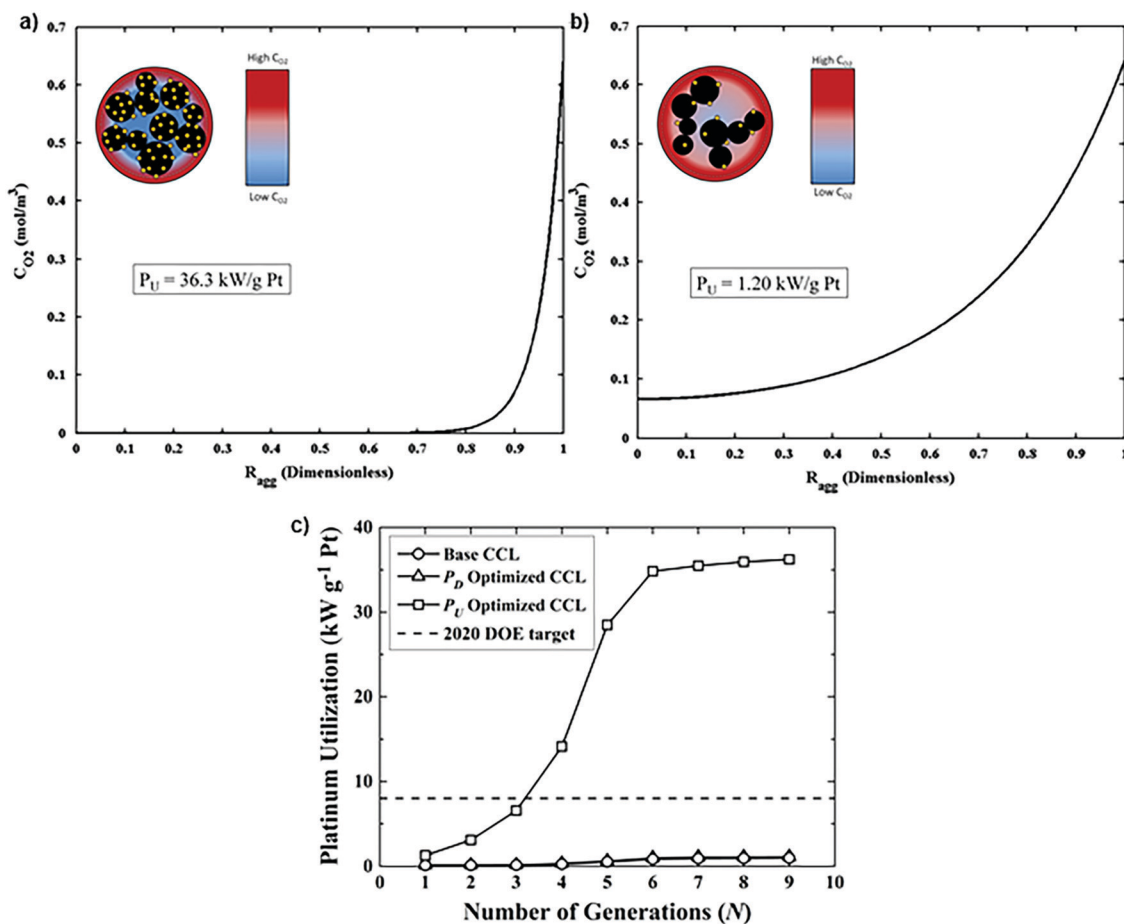 a)
0.7
0.6
0.5
0.4
0.3
0.2
0.1
0
C_O2 (mol/m³)
High C_O2
Low C_O2
P_U = 36.3 kW/g Pt
0 0.1 0.2 0.3 0.4 0.5 0.6 0.7 0.8 0.9 1
R_agg (Dimensionless)
b)
0.7
0.6
0.5
0.4
0.3
0.2
0.1
0
C_O2 (mol/m³)
High C_O2
Low C_O2
P_U = 1.20 kW/g Pt
0 0.1 0.2 0.3 0.4 0.5 0.6 0.7 0.8 0.9 1
R_agg (Dimensionless)
c)
40
30
20
10
0
Platinum Utilization (kW g⁻¹ Pt)
Base CCL
P_D Optimized CCL
P_U Optimized CCL
2020 DOE target
0 1 2 3 4 5 6 7 8 9 10
Number of Generations (N)